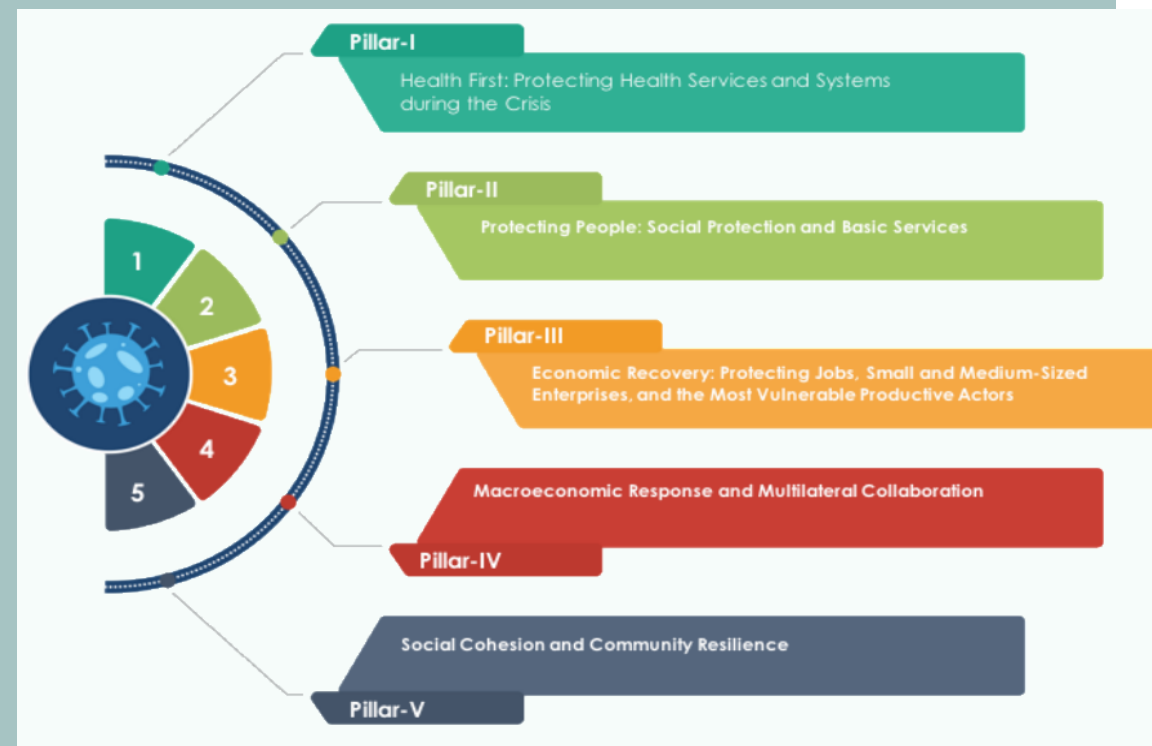 Pillar-I
Health First: Protecting Health Services and Systems
during the Crisis
Pillar-II
Protecting People: Social Protection and Basic Services
Pillar-III
Economic Recovery: Protecting Jobs, Small and Medium-Sized
Enterprises, and the Most Vulnerable Productive Actors
Macroeconomic Response and Multilateral Collaboration
Pillar-IV
Social Cohesion and Community Resilience
Pillar-V
1
2
3
4
5